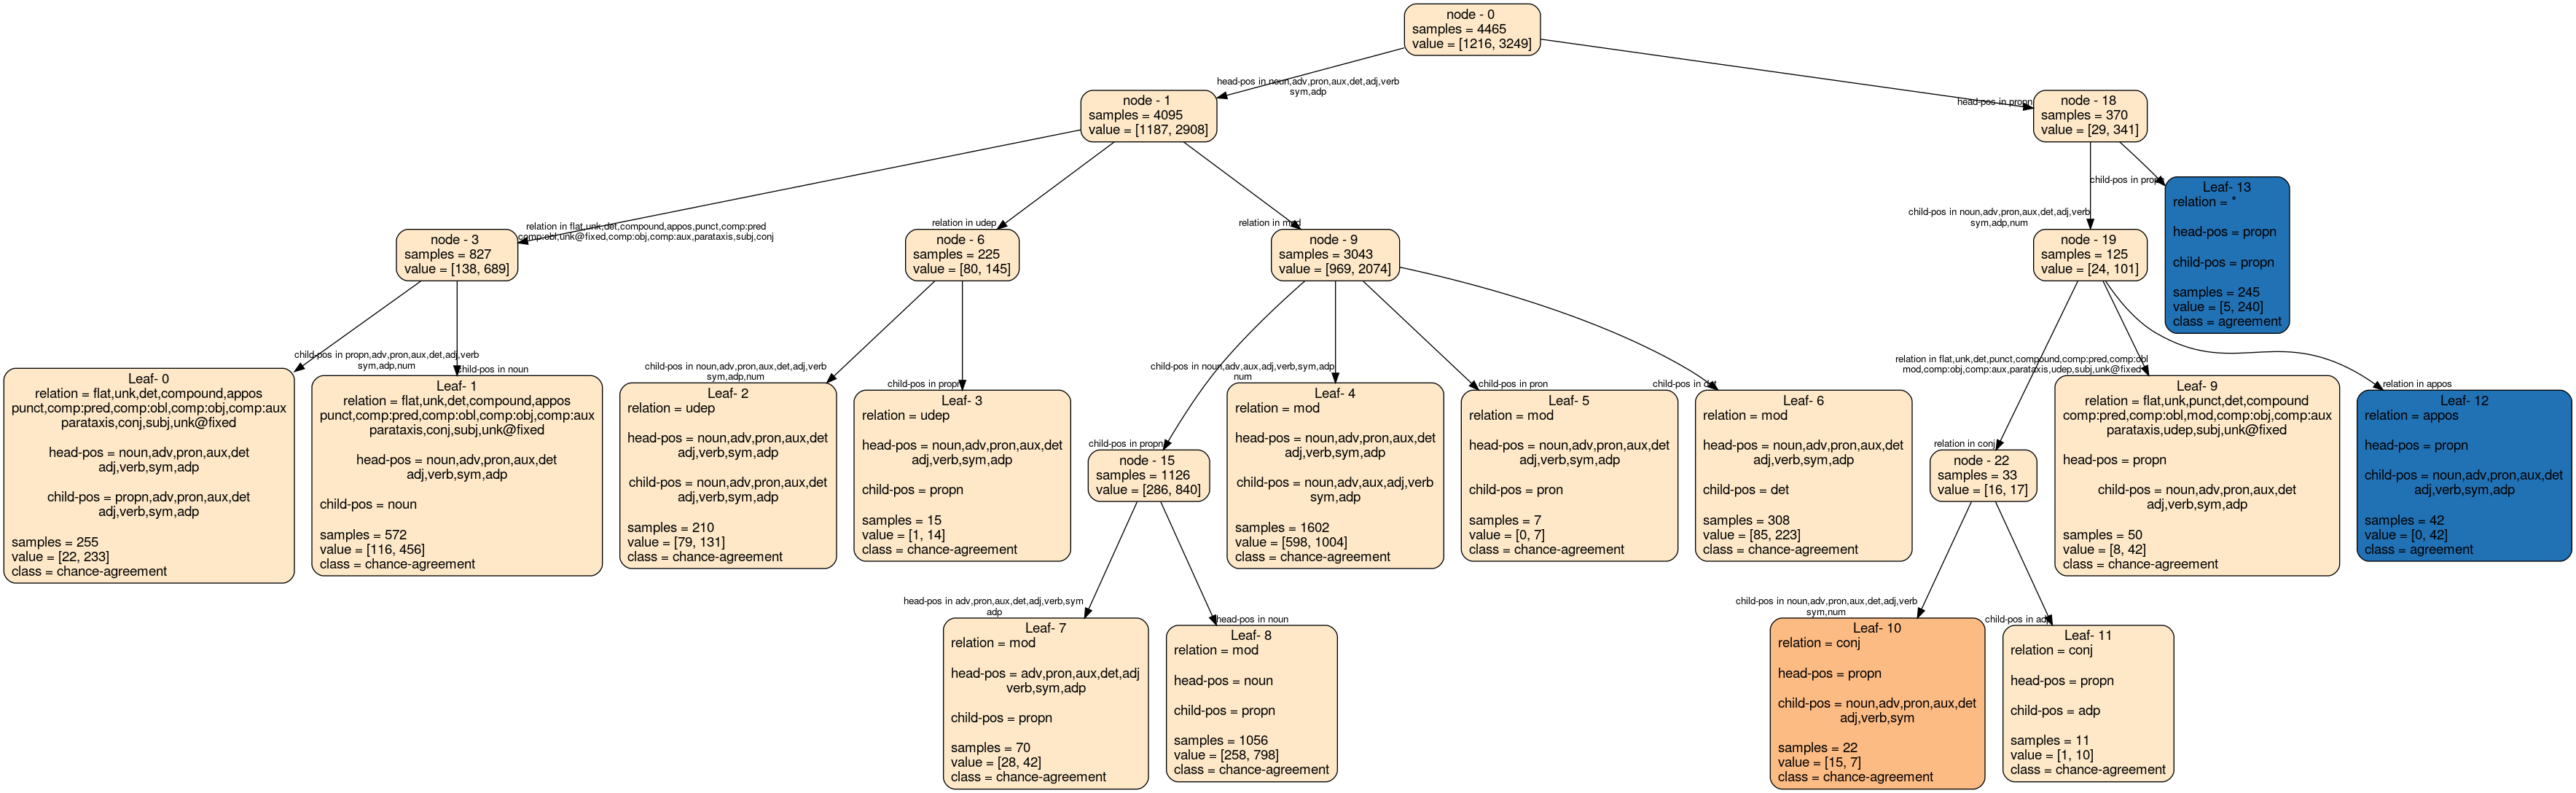 node - 0
samples = 4465
value = [1216, 3249]
head-pos in noun,adv,pron,aux,det,adj,verb
sym,adp
head-pos in propn
node - 1
samples = 4095
value = [1187, 2908]
node - 18
samples = 370
value = [29, 341]
relation in flat,unk,det,compound,appos,punct,comp:pred
comp:obl,unk@fixed,comp:obj,comp:aux,parataxis,subj,conj
relation in udep
relation in mod
child-pos in noun,adv,pron,aux,det,adj,verb
sym,adp,num
child-pos in propn
node - 3
samples = 827
value = [138, 689]
node - 6
samples = 225
value = [80, 145]
node - 9
samples = 3043
value = [969, 2074]
node - 19
samples = 125
value = [24, 101]
Leaf- 13
relation = *
head-pos = propn
child-pos = propn
samples = 245
value = [5, 240]
class = agreement
child-pos in propn,adv,pron,aux,det,adj,verb
sym,adp,num
child-pos in noun
child-pos in noun,adv,pron,aux,det,adj,verb
sym,adp,num
child-pos in propn
child-pos in propn
child-pos in noun,adv,aux,adj,verb,sym,adp
num
child-pos in pron
child-pos in det
relation in conj
relation in flat,unk,det,punct,compound,comp:pred,comp:obl
mod,comp:obj,comp:aux,parataxis,udep,subj,unk@fixed
relation in appos
Leaf- 0
relation = flat,unk,det,compound,appos
punct,comp:pred,comp:obl,comp:obj,comp:aux
parataxis,conj,subj,unk@fixed
head-pos = noun,adv,pron,aux,det
adj,verb,sym,adp
child-pos = propn,adv,pron,aux,det
adj,verb,sym,adp
samples = 255
value = [22, 233]
class = chance-agreement
Leaf- 1
relation = flat,unk,det,compound,appos
punct,comp:pred,comp:obl,comp:obj,comp:aux
parataxis,conj,subj,unk@fixed
head-pos = noun,adv,pron,aux,det
adj,verb,sym,adp
child-pos = noun
samples = 572
value = [116, 456]
class = chance-agreement
Leaf- 2
relation = udep
head-pos = noun,adv,pron,aux,det
adj,verb,sym,adp
child-pos = noun,adv,pron,aux,det
adj,verb,sym,adp
samples = 210
value = [79, 131]
class = chance-agreement
Leaf- 3
relation = udep
head-pos = noun,adv,pron,aux,det
adj,verb,sym,adp
child-pos = propn
samples = 15
value = [1, 14]
class = chance-agreement
node - 15
samples = 1126
value = [286, 840]
Leaf- 4
relation = mod
head-pos = noun,adv,pron,aux,det
adj,verb,sym,adp
child-pos = noun,adv,aux,adj,verb
sym,adp
samples = 1602
value = [598, 1004]
class = chance-agreement
Leaf- 5
relation = mod
head-pos = noun,adv,pron,aux,det
adj,verb,sym,adp
child-pos = pron
samples = 7
value = [0, 7]
class = chance-agreement
Leaf- 6
relation = mod
head-pos = noun,adv,pron,aux,det
adj,verb,sym,adp
child-pos = det
samples = 308
value = [85, 223]
class = chance-agreement
node - 22
samples = 33
value = [16, 17]
Leaf- 9
relation = flat,unk,punct,det,compound
comp:pred,comp:obl,mod,comp:obj,comp:aux
parataxis,udep,subj,unk@fixed
head-pos = propn
child-pos = noun,adv,pron,aux,det
adj,verb,sym,adp
samples = 50
value = [8, 42]
class = chance-agreement
Leaf- 12
relation = appos
head-pos = propn
child-pos = noun,adv,pron,aux,det
adj,verb,sym,adp
samples = 42
value = [0, 42]
class = agreement
head-pos in adv,pron,aux,det,adj,verb,sym
adp
head-pos in noun
child-pos in noun,adv,pron,aux,det,adj,verb
sym,num
child-pos in adp
Leaf- 7
relation = mod
head-pos = adv,pron,aux,det,adj
verb,sym,adp
child-pos = propn
samples = 70
value = [28, 42]
class = chance-agreement
Leaf- 8
relation = mod
head-pos = noun
child-pos = propn
samples = 1056
value = [258, 798]
class = chance-agreement
Leaf- 10
relation = conj
head-pos = propn
child-pos = noun,adv,pron,aux,det
adj,verb,sym
samples = 22
value = [15, 7]
class = chance-agreement
Leaf- 11
relation = conj
head-pos = propn
child-pos = adp
samples = 11
value = [1, 10]
class = chance-agreement